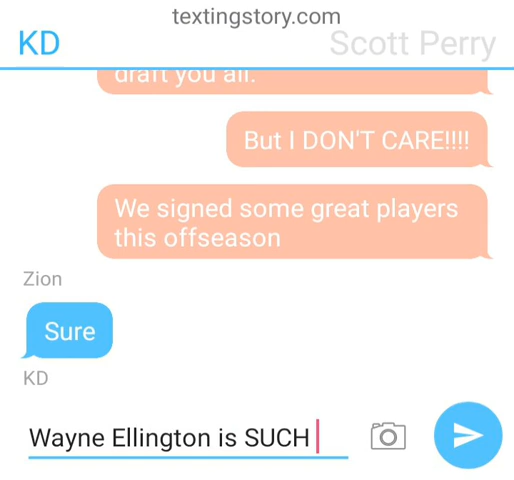 textingstory.com
KD
Scott Perry
draft you all.
But I DON'T CARE!!!!
We signed some great players
this offseason
Zion
Sure
KD
Wayne Ellington is SUCH